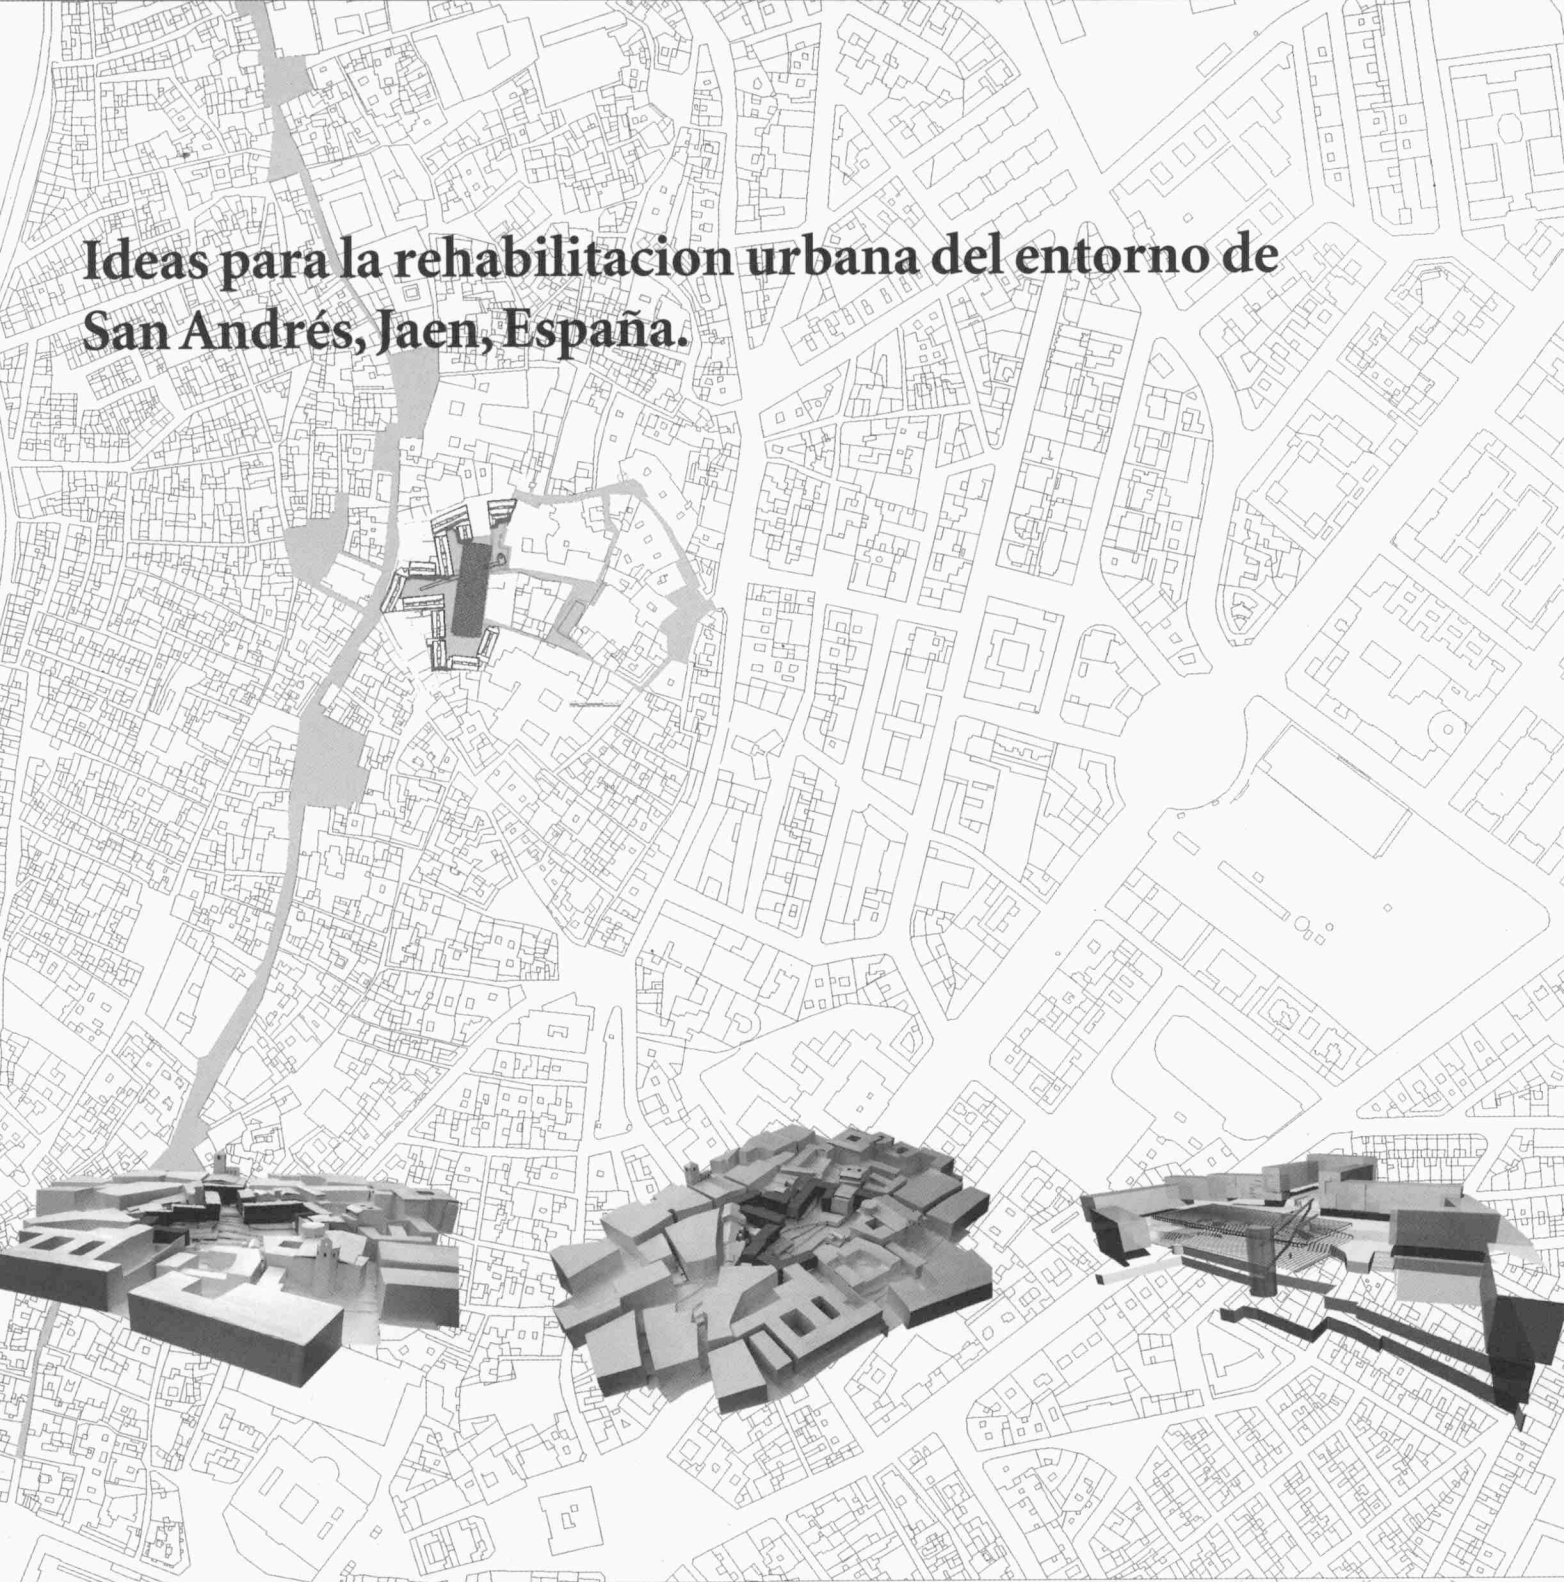 Ideas para la rehabilitacion urbana del entorno de
San Andrés, Jaen, España.